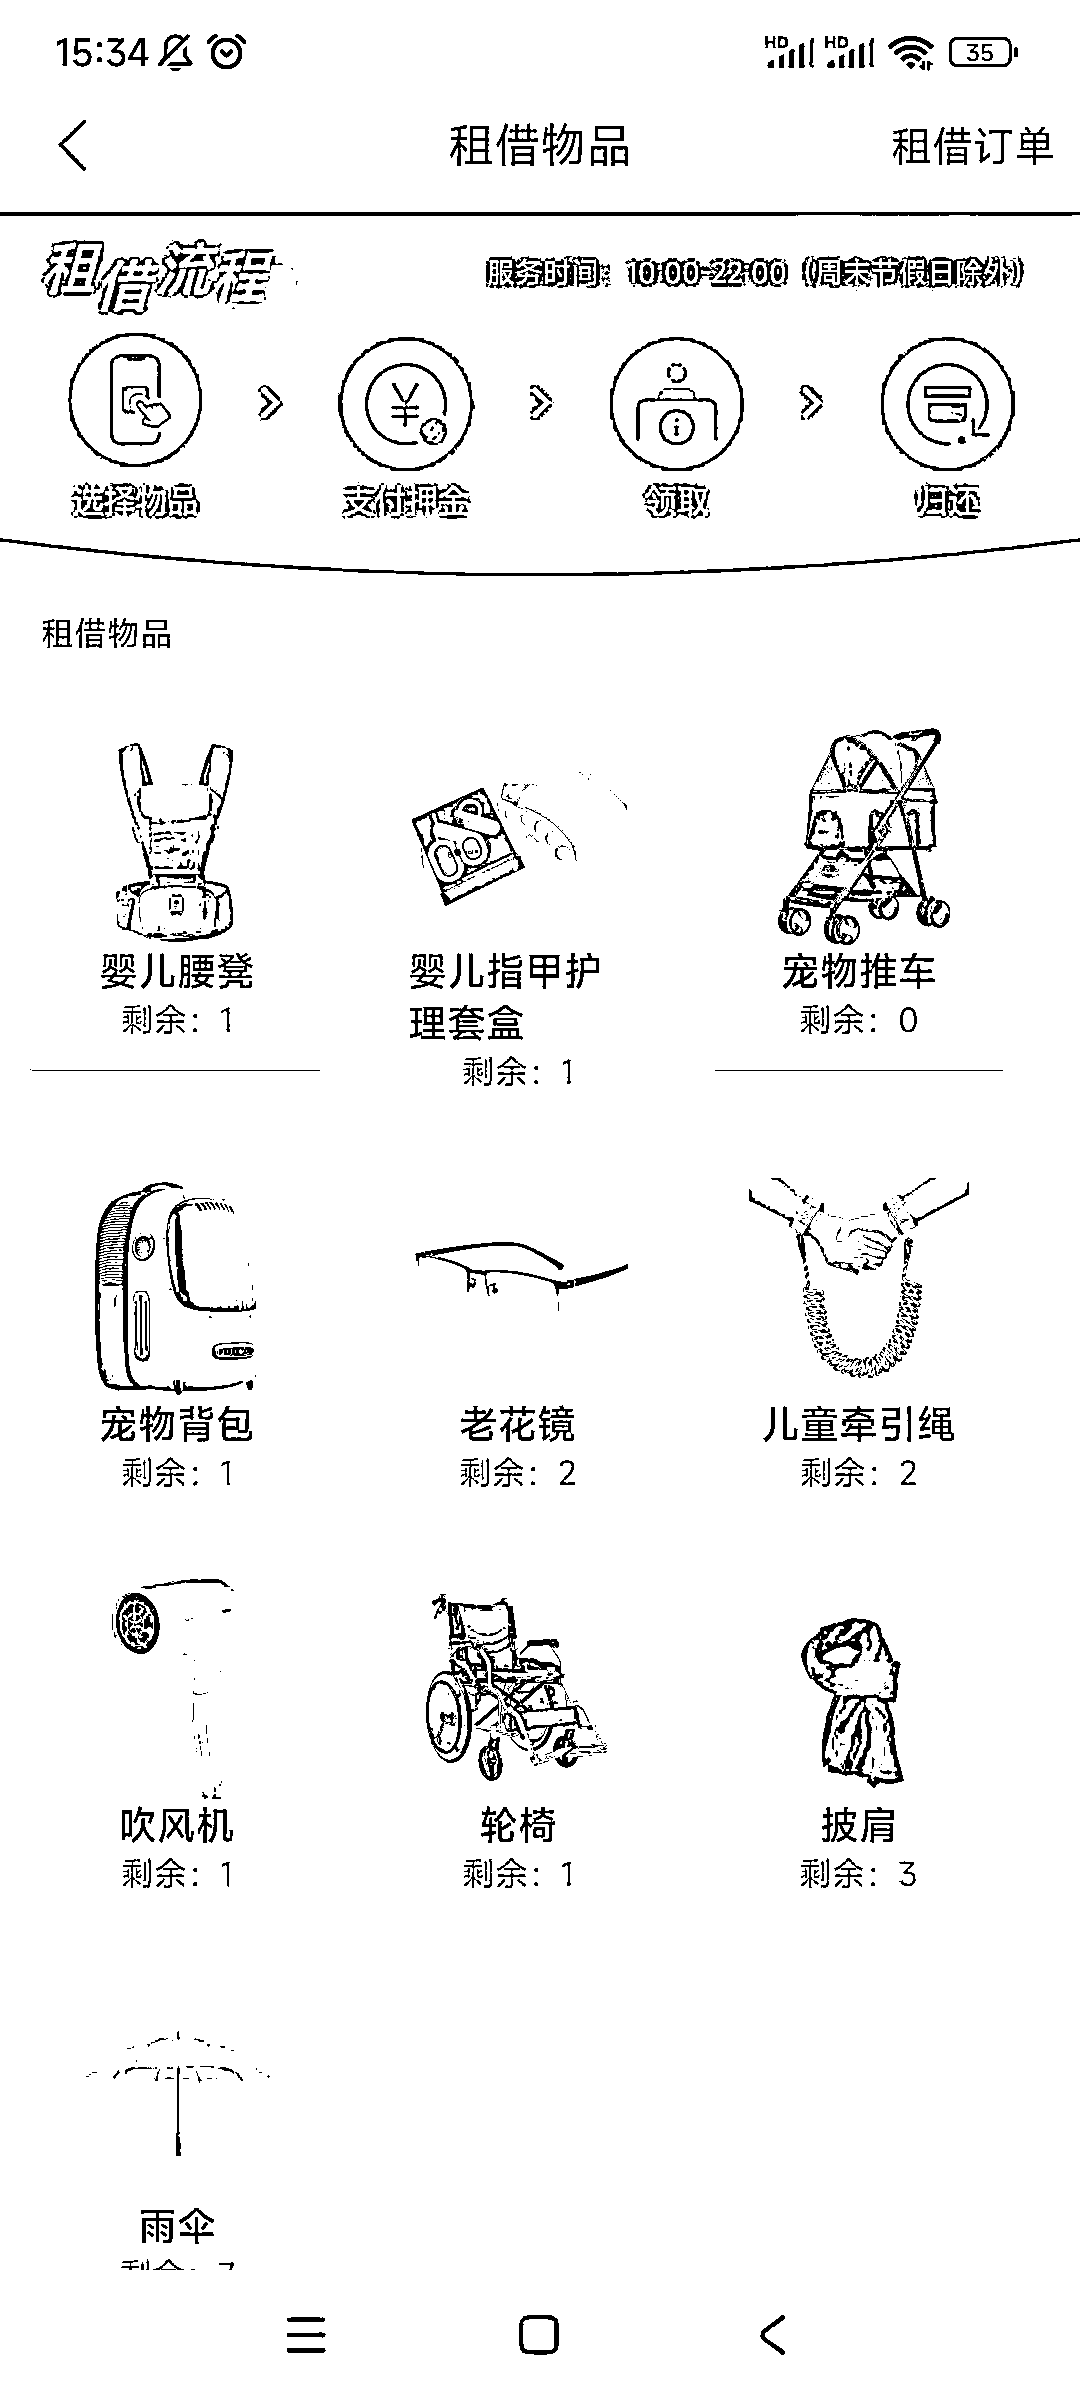 15:34
HD HD 35
租借物品
租借订单
租借流程
服务时间：10:00-22:00（周末节假日除外）
选择物品 支付押金 领取 归还
租借物品
婴儿腰凳 婴儿指甲护理套盒 宠物推车
剩余：1 剩余：1 剩余：0
宠物背包 老花镜 儿童牵引绳
剩余：1 剩余：2 剩余：2
吹风机 轮椅 披肩
剩余：1 剩余：1 剩余：3
雨伞